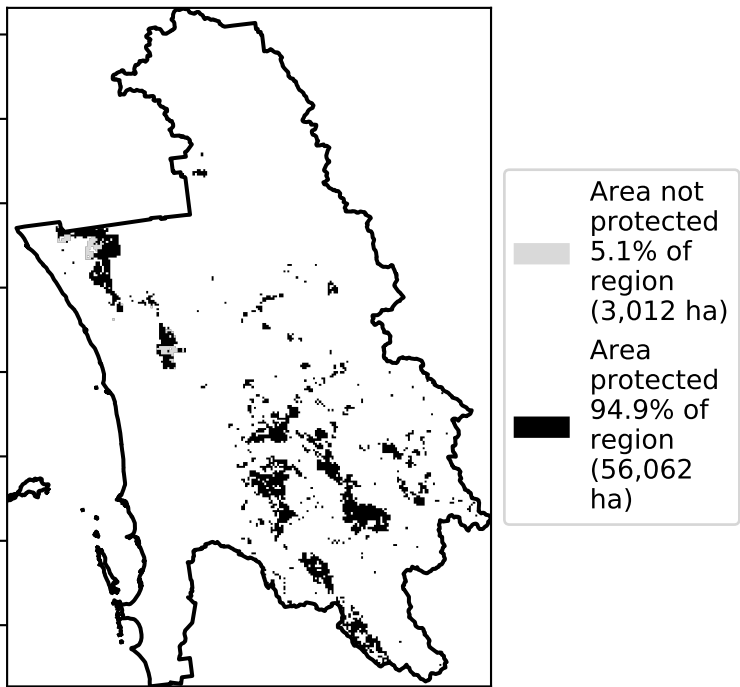 Area not
protected
5.1% of
region
(3,012 ha)
Area
protected
94.9% of
region
(56,062
ha)